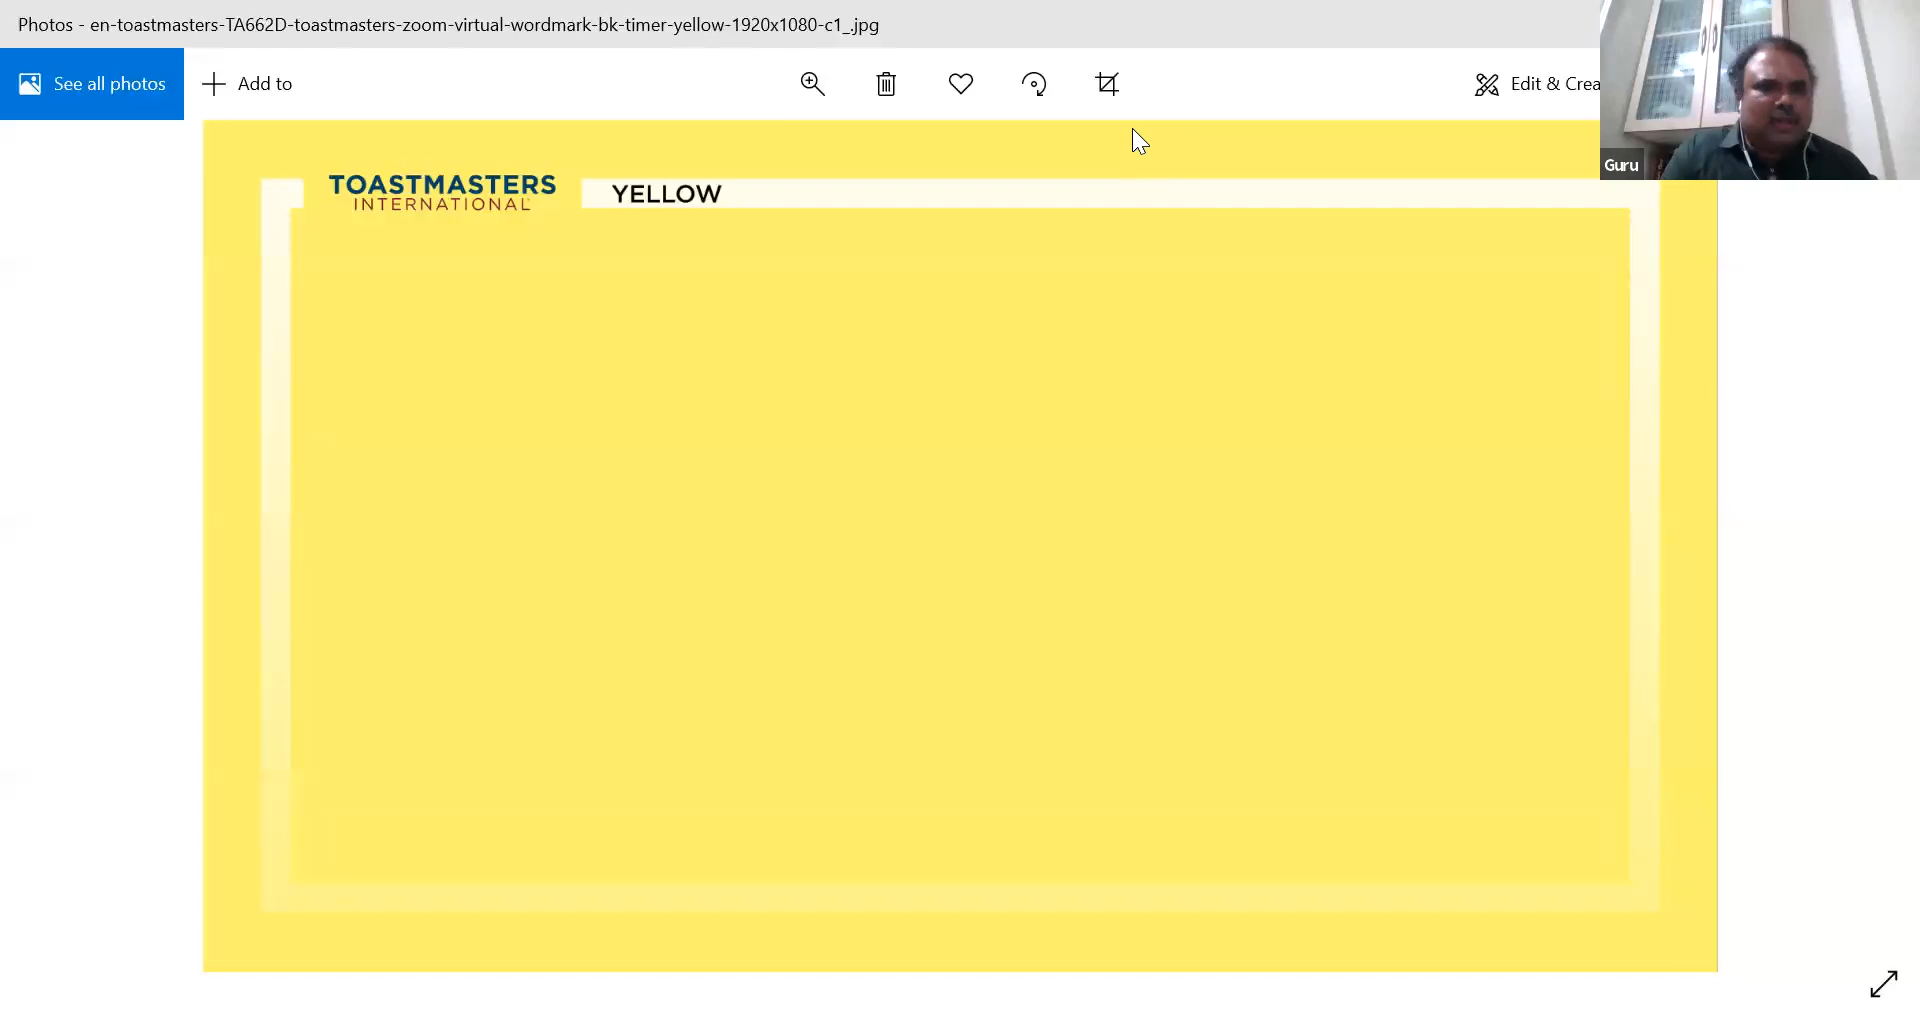 Photos - en-toastmasters-TA662D-toastmasters-zoom-virtual-wordmark-bk-timer-yellow-1920x1080-c1_.jpg
See all photos
Add to
Edit & Crea
Guru
TOASTMASTERS
INTERNATIONAL
YELLOW